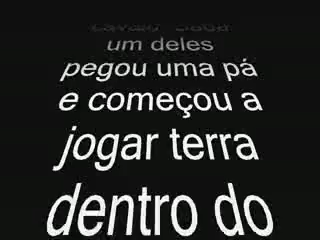 um deles
pegou uma pá
e começou a
jogar terra
dentro do